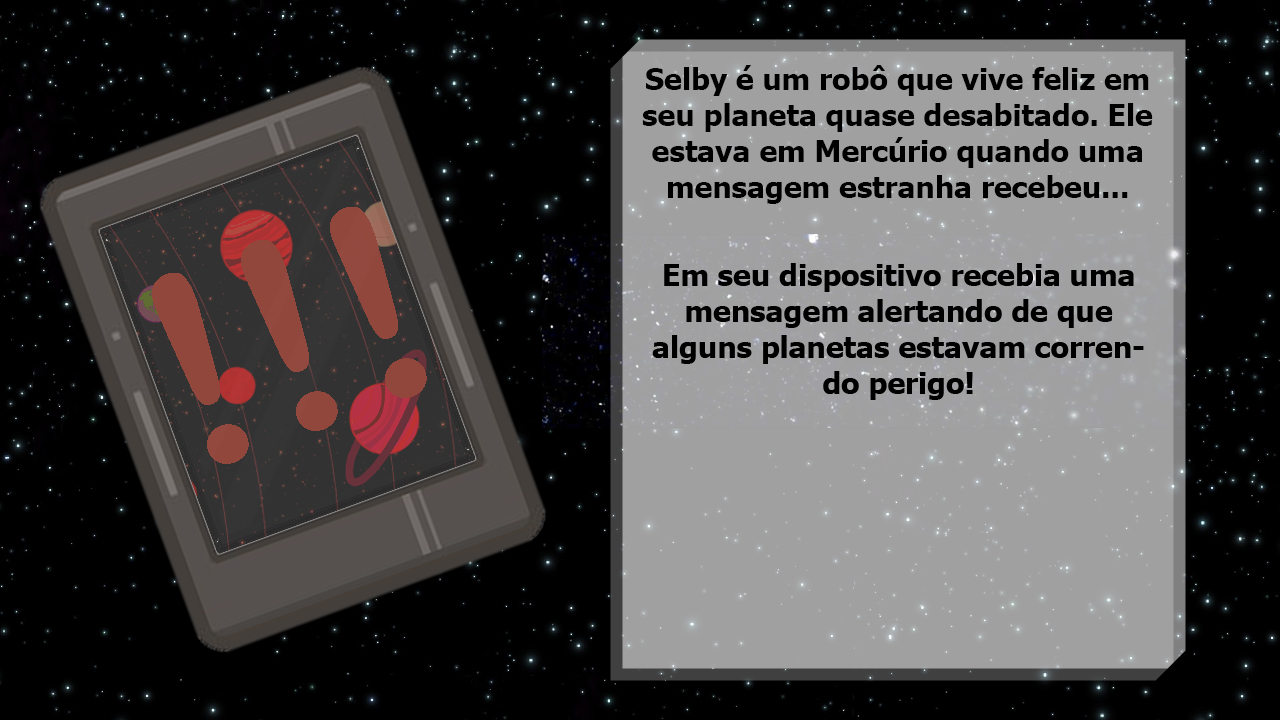 Selby é um robô que vive feliz em
seu planeta quase desabitado. Ele
estava em Mercúrio quando uma
mensagem estranha recebeu...
Em seu dispositivo recebia uma
mensagem alertando de que
alguns planetas estavam corren-
do perigo!